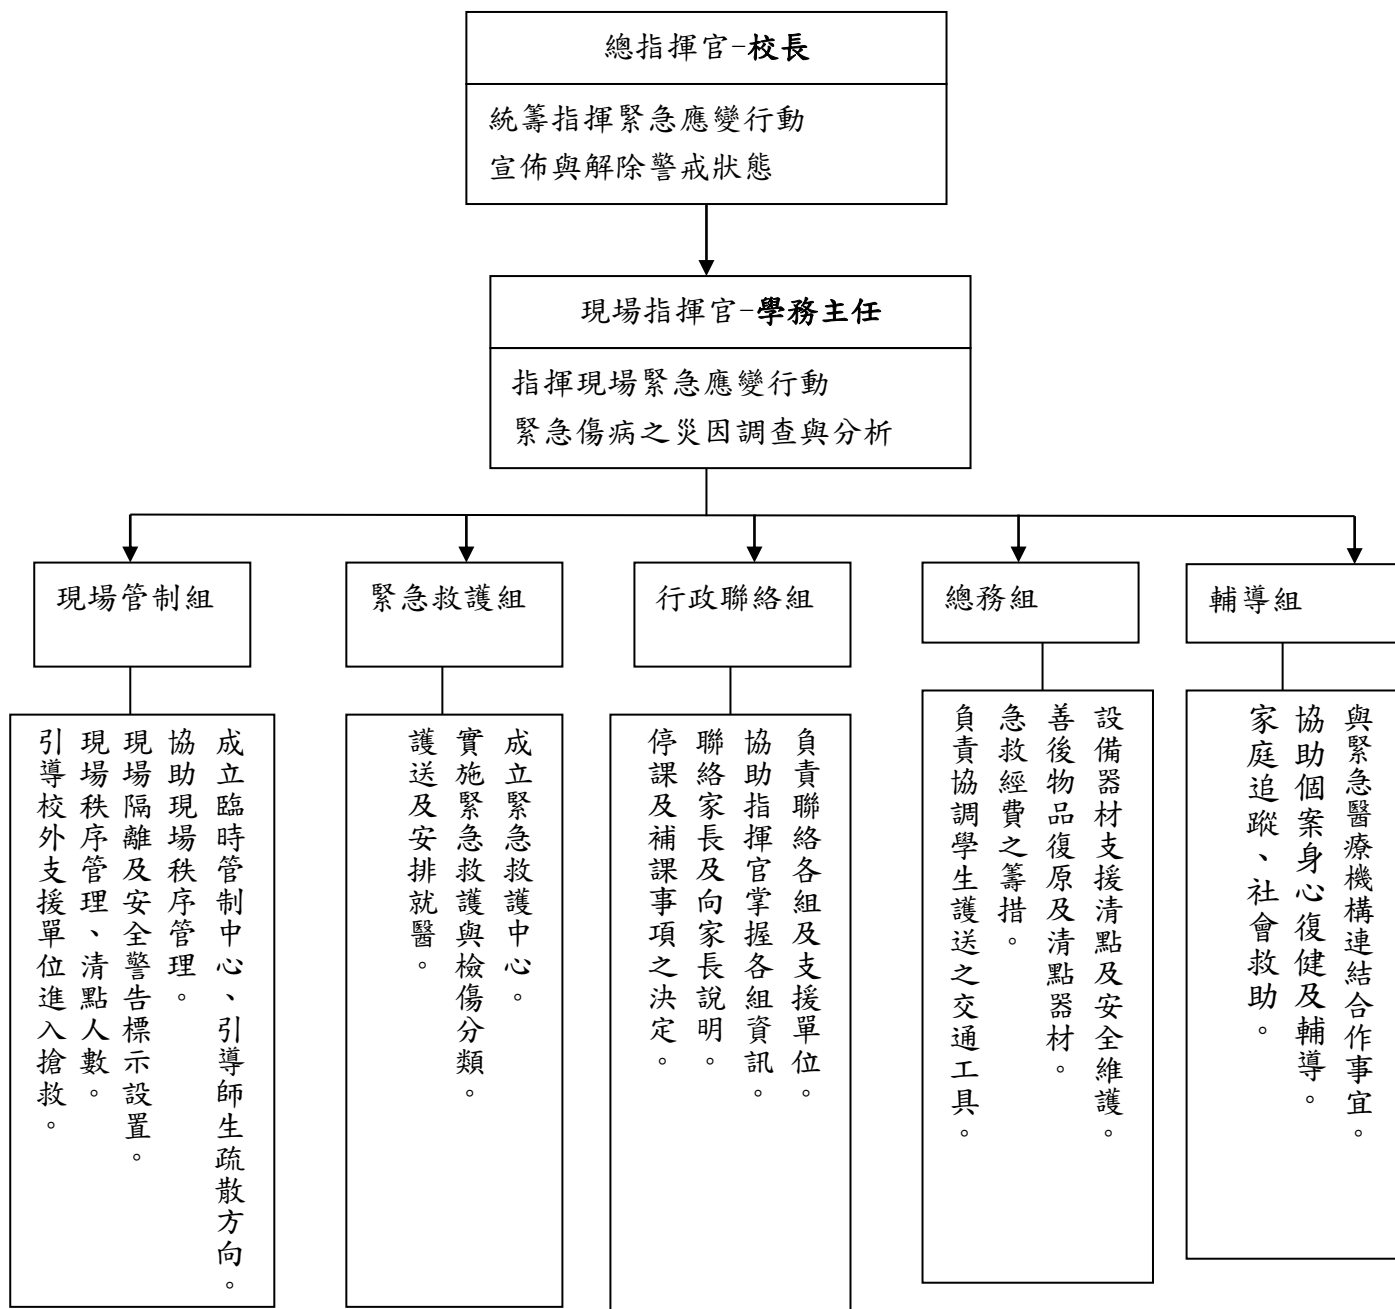 總指揮官-校長
統籌指揮緊急應變行動
宣佈與解除警戒狀態
現場指揮官-學務主任
指揮現場緊急應變行動
緊急傷病之災因調查與分析
現場管制組
緊急救護組
行政聯絡組
總務組
輔導組
成立臨時管制中心、引導師生疏散方向。
協助現場秩序管理。
現場隔離及安全警告標示設置。
現場秩序管理、清點人數。
引導校外支援單位進入搶救。
成立緊急救護中心。
實施緊急救護與檢傷分類。
護送及安排就醫。
負責聯絡各組及支援單位。
協助指揮官掌握各組資訊。
聯絡家長及向家長說明。
停課及補課事項之決定。
設備器材支援清點及安全維護。
善後物品復原及清點器材。
急救經費之籌措。
負責協調學生護送之交通工具。
與緊急醫療機構連結合作事宜。
協助個案身心復健及輔導。
家庭追蹤、社會救助。